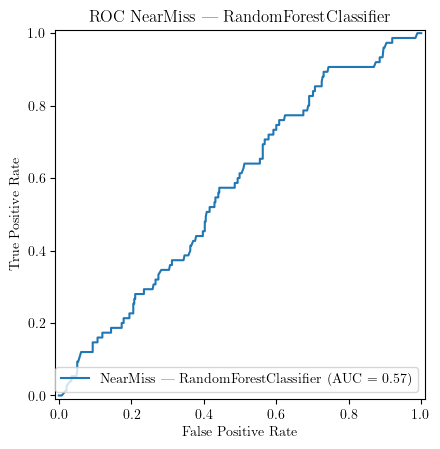 ROC NearMiss — RandomForestClassifier
1.0
0.8
0.6
0.4
0.2
0.0
True Positive Rate
NearMiss — RandomForestClassifier (AUC = 0.57)
0.0 0.2 0.4 0.6 0.8 1.0
False Positive Rate